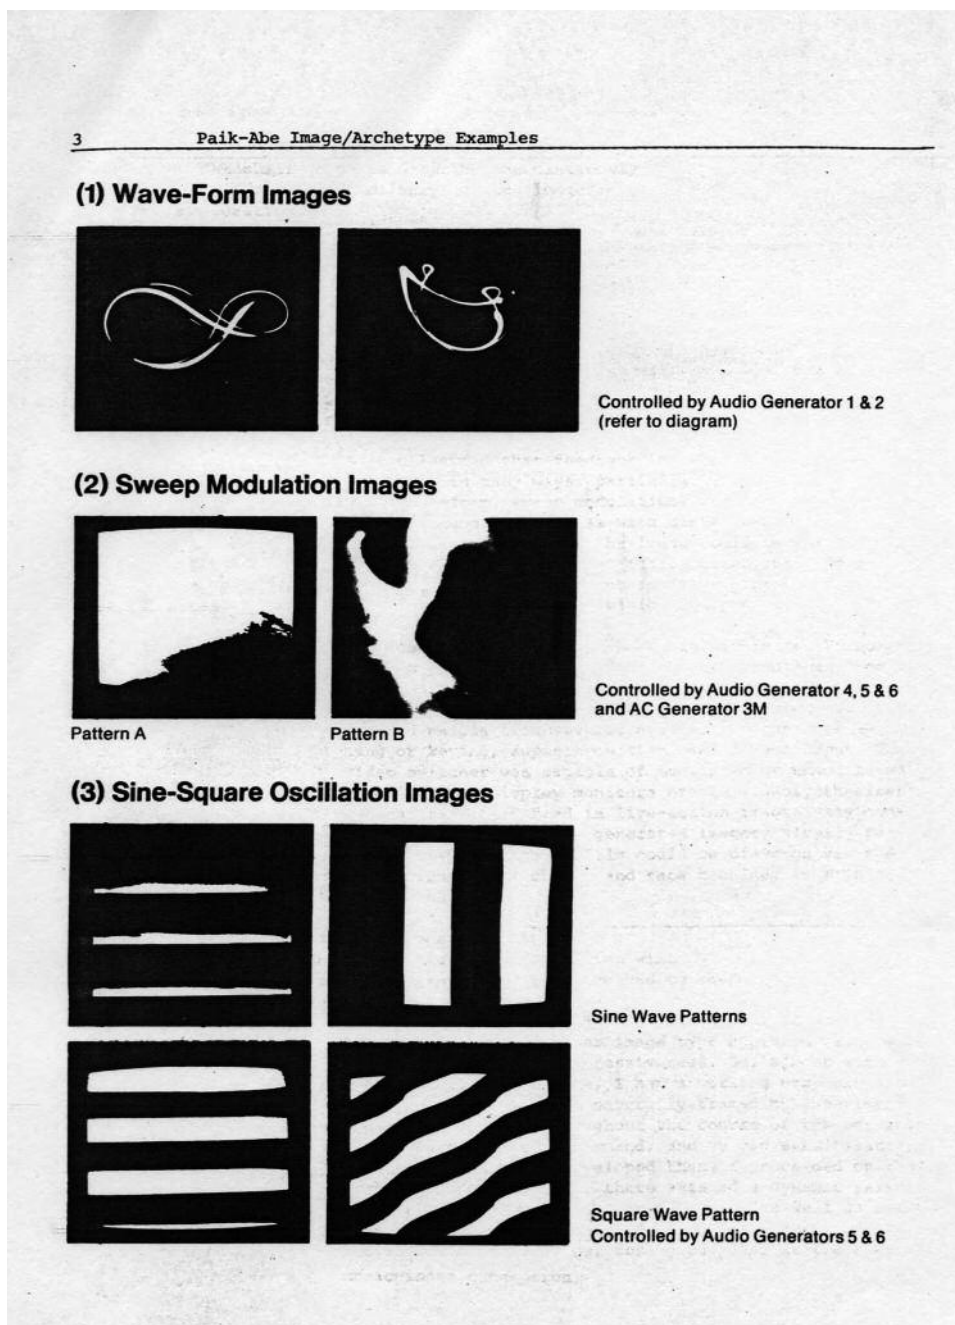 3 Paik-Abe Image/Archetype Examples
(1) Wave-Form Images
Controlled by Audio Generator 1 & 2
(refer to diagram)
(2) Sweep Modulation Images
Controlled by Audio Generator 4, 5 & 6
and AC Generator 3M
Pattern A
Pattern B
(3) Sine-Square Oscillation Images
Sine Wave Patterns
Square Wave Pattern
Controlled by Audio Generators 5 & 6